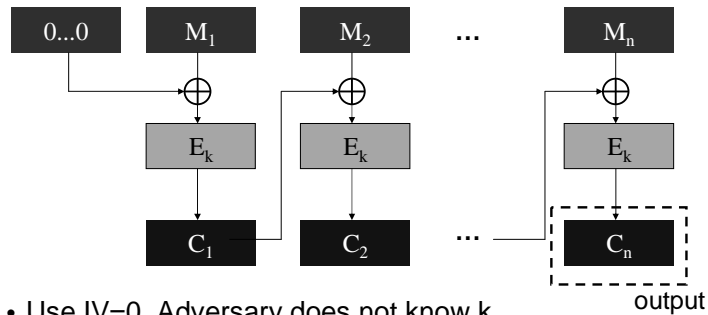 0...0 M1 M2 ... Mn
Ek Ek Ek
C1 C2 ... Cn
output
• Use IV=0. Adversary does not know k